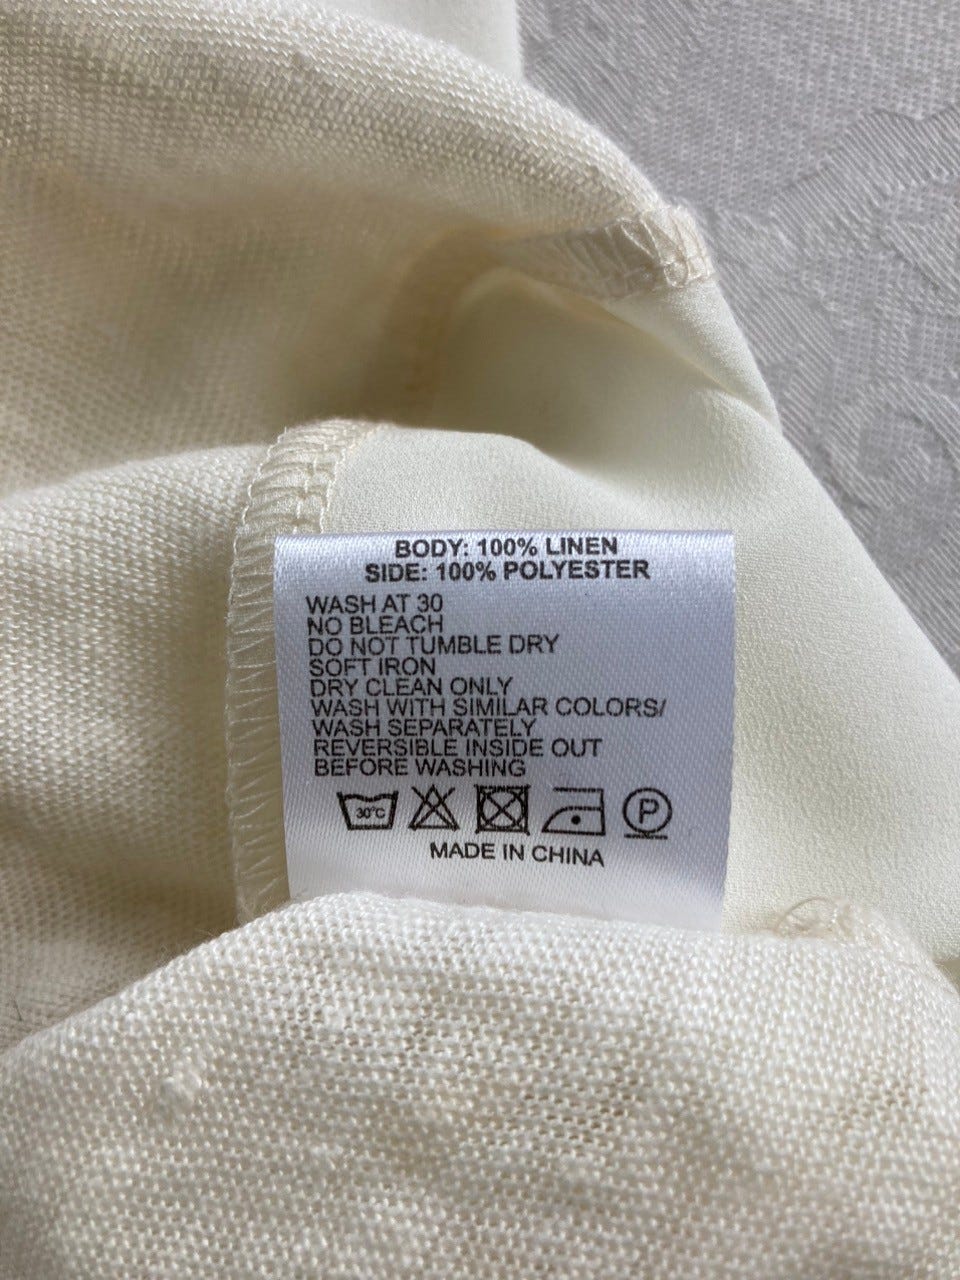 BODY: 100% LINEN
SIDE: 100% POLYESTER
WASH AT 30
NO BLEACH
DO NOT TUMBLE DRY
SOFT IRON
DRY CLEAN ONLY
WASH WITH SIMILAR COLORS/
WASH SEPARATELY
REVERSIBLE INSIDE OUT
BEFORE WASHING
30°C P
MADE IN CHINA